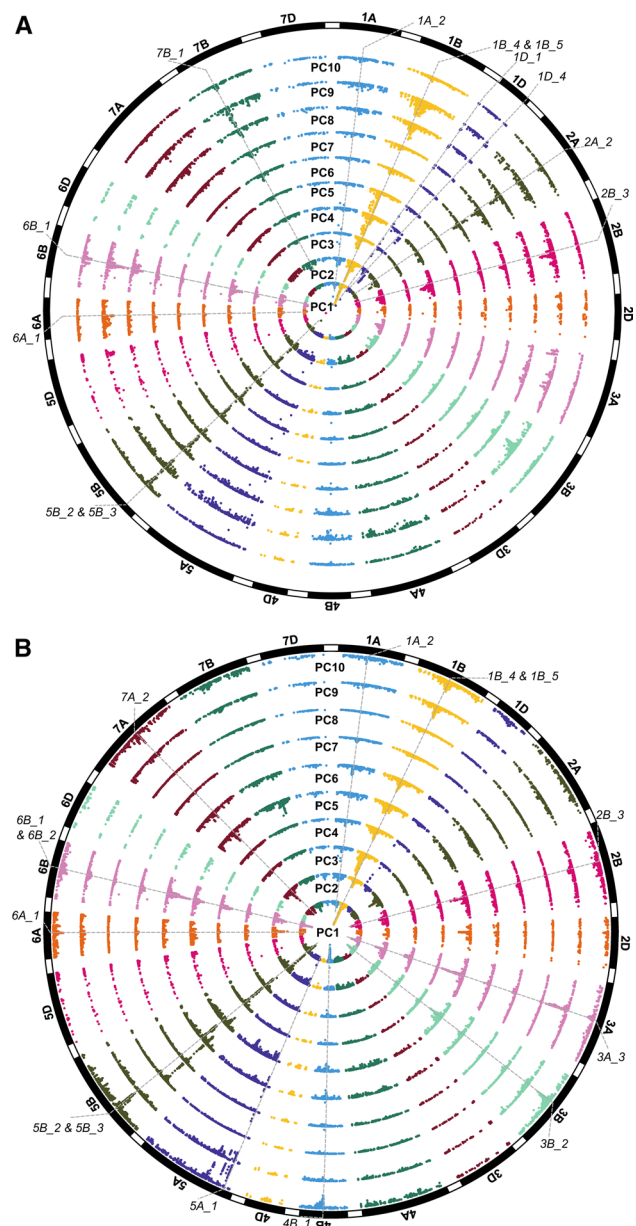 A
7D
1A
1A_2
7B
7B_1
1B
1B_4 & 1B_5
1D_1
1D
1D_4
PC10
PC9
PC8
PC7
PC6
PC5
PC4
PC3
PC2
PC1
7A
2A
2A_2
6D
2B_3
2B
6B_1
6B
6A
6A_1
2D
5D
3A
5B
3B
5B_2 & 5B_3
5A
3D
4D
4B
4A
B
7D
1A
1A_2
7B
1B
1B_4 & 1B_5
7A_2
7A
1D
PC10
PC9
PC8
PC7
PC6
PC5
PC4
PC3
PC2
PC1
2A
6D
2B_3
2B
6B_1
& 6B_2
6B
6A_1
6A
2D
5D
3A
3A_3
5B
3B
3B_2
5B_2 & 5B_3
5A
3D
5A_1
4D
4B_1
4B
4A